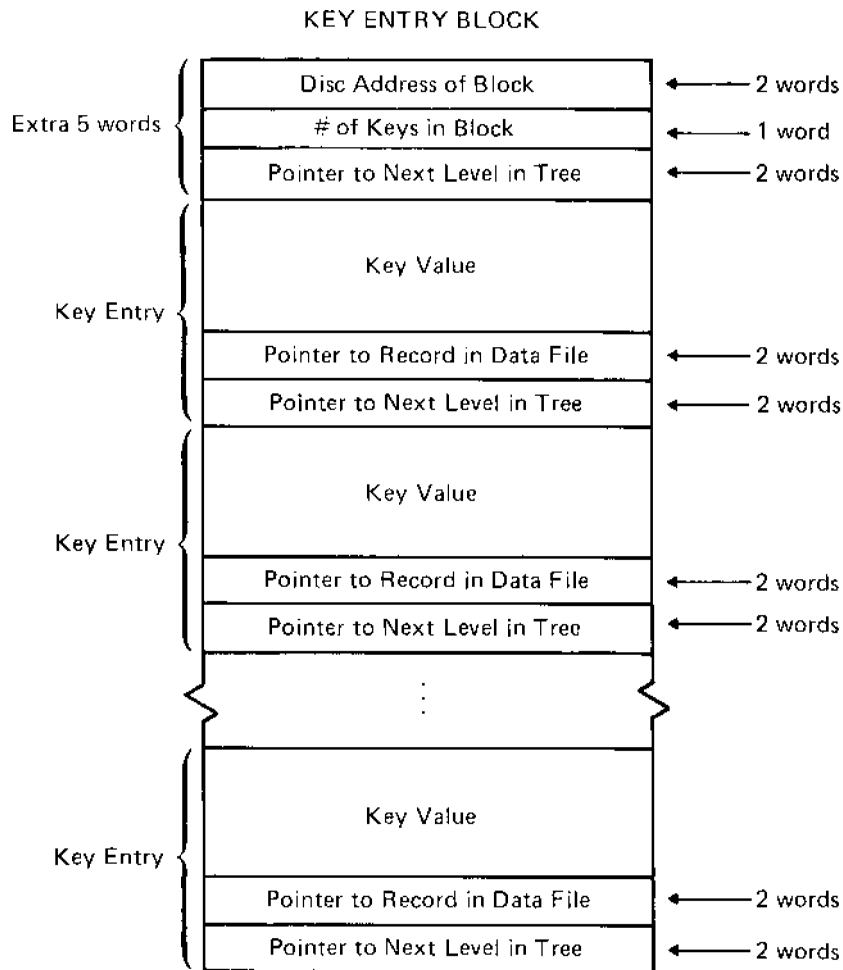 KEY ENTRY BLOCK
Disc Address of Block
2 words
Extra 5 words
# of Keys in Block
1 word
Pointer to Next Level in Tree
2 words
Key Value
Key Entry
Pointer to Record in Data File
2 words
Pointer to Next Level in Tree
2 words
Key Value
Key Entry
Pointer to Record in Data File
2 words
Pointer to Next Level in Tree
2 words
Key Value
Key Entry
Pointer to Record in Data File
2 words
Pointer to Next Level in Tree
2 words